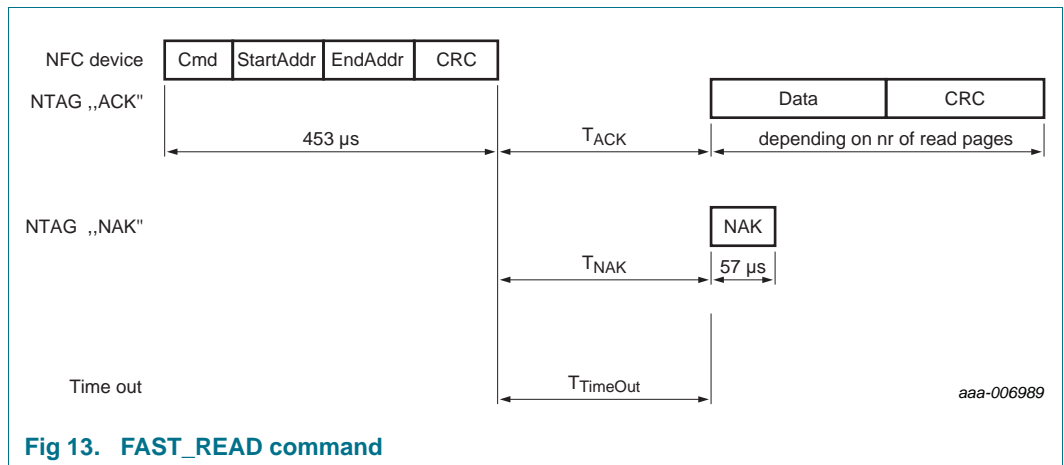 NFC device Cmd StartAddr EndAddr CRC
NTAG ,,ACK" Data CRC
453 µs TACK depending on nr of read pages
NTAG ,,NAK" NAK
TNAK 57 µs
Time out TTimeOut aaa-006989
Fig 13. FAST_READ command